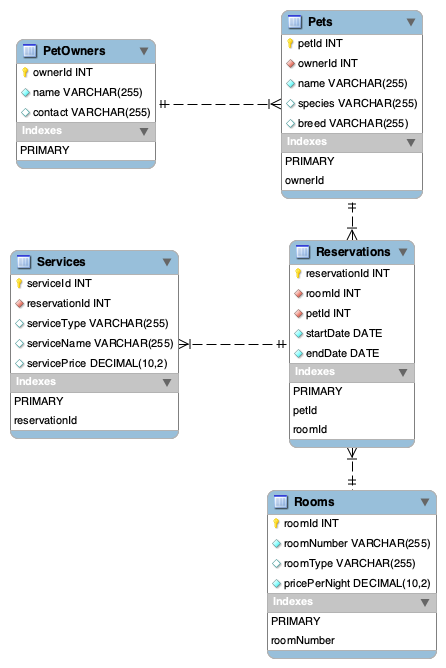 PetOwners
ownerId INT
name VARCHAR(255)
contact VARCHAR(255)
Indexes
PRIMARY
Pets
petId INT
ownerId INT
name VARCHAR(255)
species VARCHAR(255)
breed VARCHAR(255)
Indexes
PRIMARY
ownerId
Services
serviceId INT
reservationId INT
serviceType VARCHAR(255)
serviceName VARCHAR(255)
servicePrice DECIMAL(10,2)
Indexes
PRIMARY
reservationId
Reservations
reservationId INT
roomId INT
petId INT
startDate DATE
endDate DATE
Indexes
PRIMARY
petId
roomId
Rooms
roomId INT
roomNumber VARCHAR(255)
roomType VARCHAR(255)
pricePerNight DECIMAL(10,2)
Indexes
PRIMARY
roomNumber